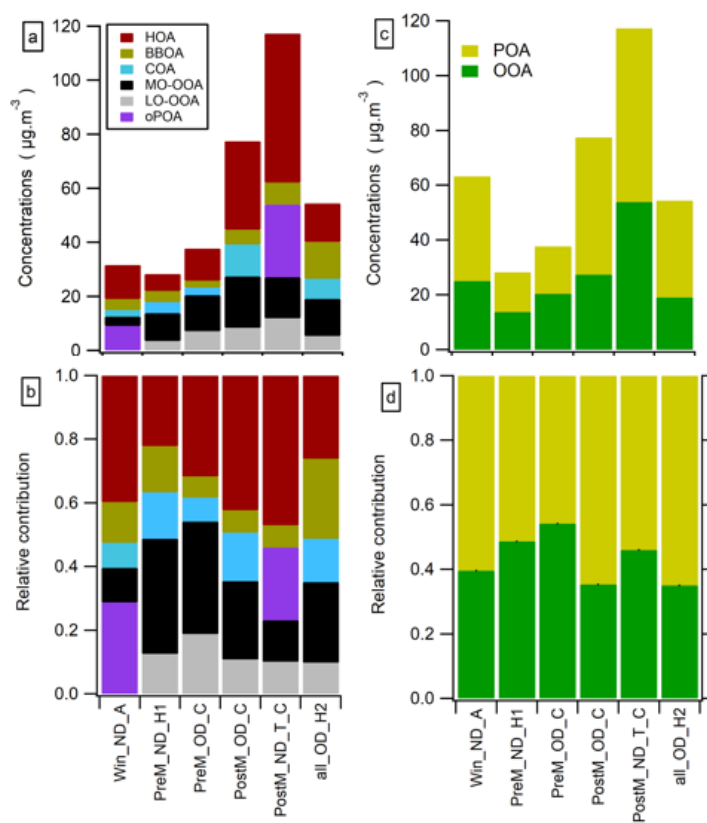 a
HOA
BBOA
COA
MO-OOA
LO-OOA
oPOA
120
100
80
60
40
20
0
Concentrations ( µg.m⁻³ )
c
POA
OOA
120
100
80
60
40
20
0
Concentrations ( µg.m⁻³ )
b
1.0
0.8
0.6
0.4
0.2
0.0
Relative contribution
Win_ND_A
PreM_ND_H1
PreM_OD_C
PostM_OD_C
PostM_ND_T_C
all_OD_H2
d
1.0
0.8
0.6
0.4
0.2
0.0
Relative contribution
Win_ND_A
PreM_ND_H1
PreM_OD_C
PostM_OD_C
PostM_ND_T_C
all_OD_H2